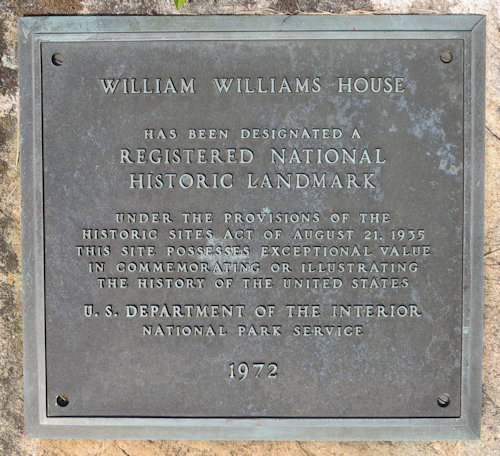 WILLIAM WILLIAMS HOUSE
HAS BEEN DESIGNATED A
REGISTERED NATIONAL
HISTORIC LANDMARK
UNDER THE PROVISIONS OF THE
HISTORIC SITES ACT OF AUGUST 21, 1935
THIS SITE POSSESSES EXCEPTIONAL VALUE
IN COMMEMORATING OR ILLUSTRATING
THE HISTORY OF THE UNITED STATES
U. S. DEPARTMENT OF THE INTERIOR
NATIONAL PARK SERVICE
1972